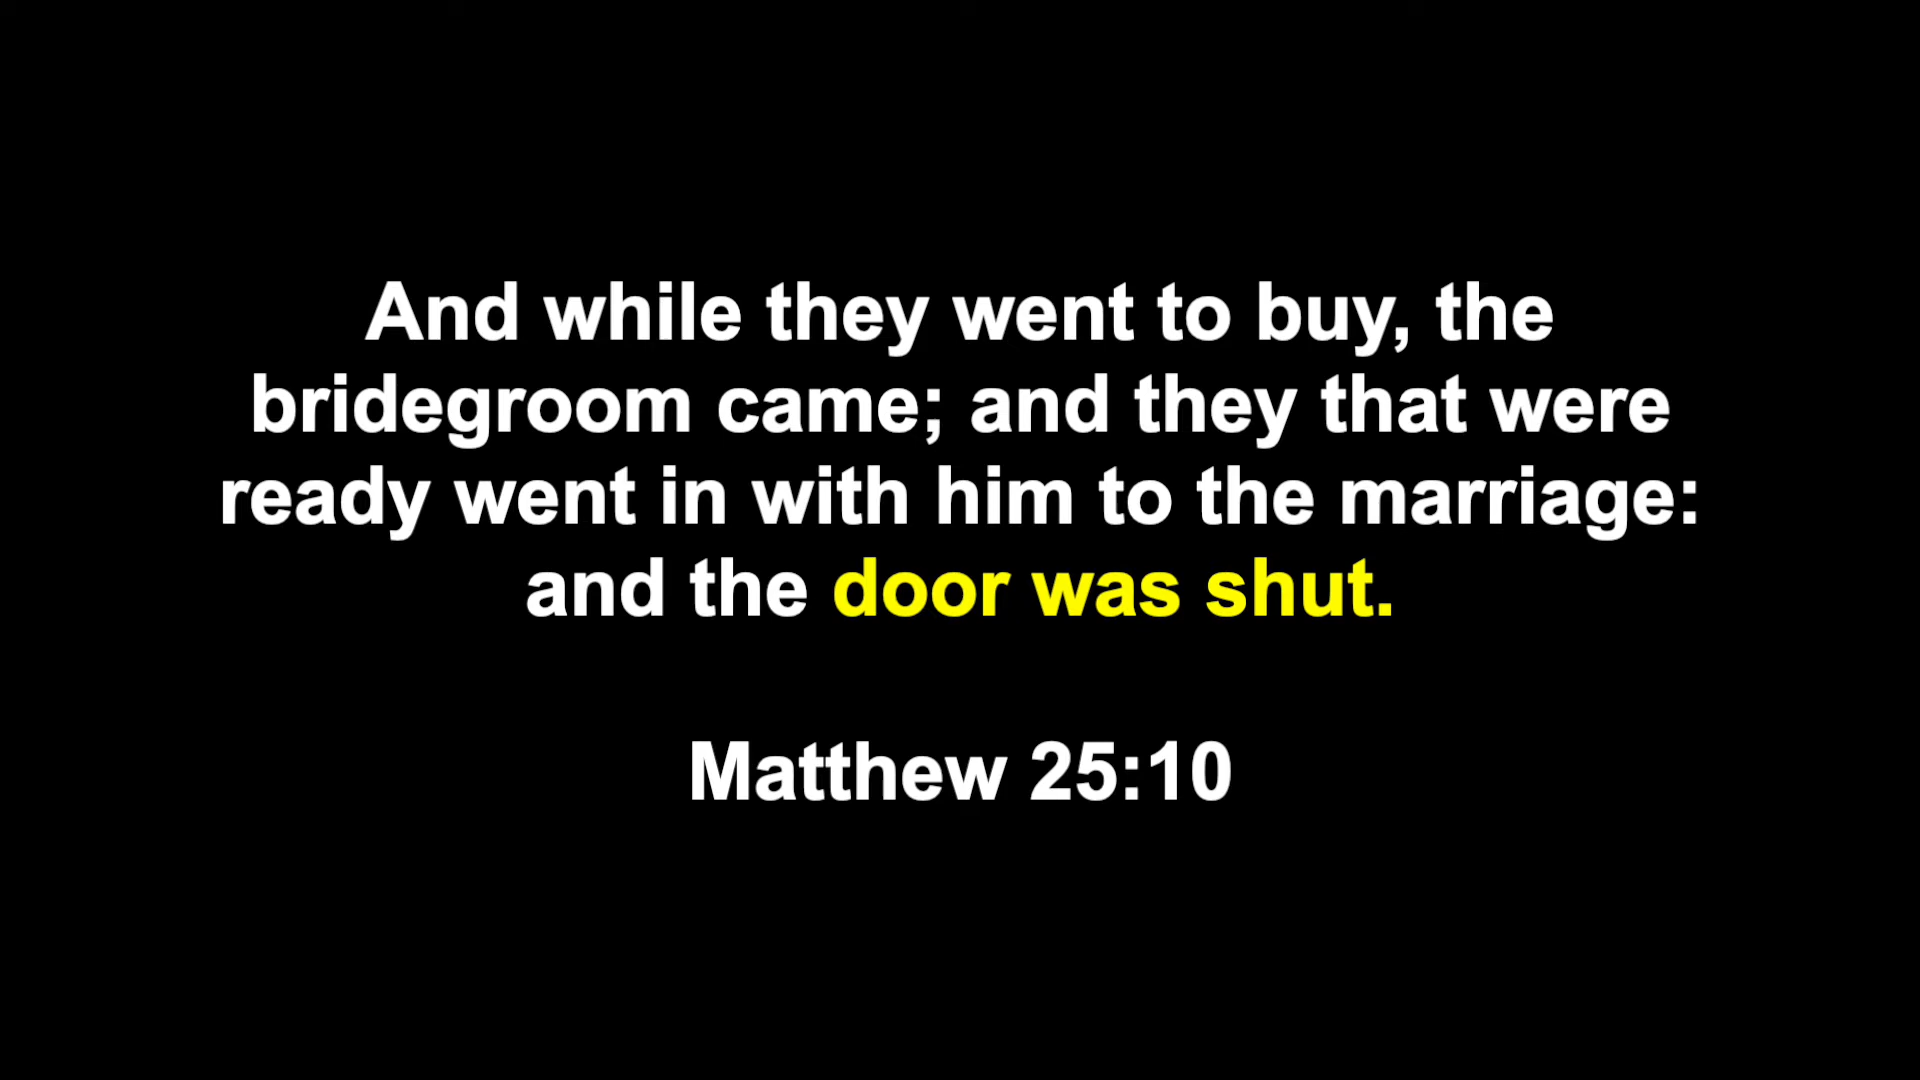 And while they went to buy, the
bridegroom came; and they that were
ready went in with him to the marriage:
and the door was shut.
Matthew 25:10